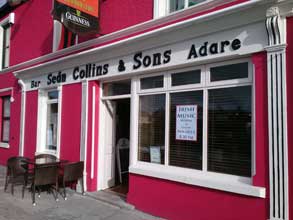 GUINNESS
Bar Seán Collins & Sons Adare
IRISH
MUSIC